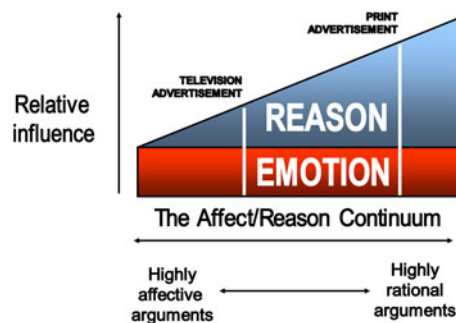 PRINT
ADVERTISEMENT
TELEVISION
ADVERTISEMENT
Relative
influence
REASON
EMOTION
The Affect/Reason Continuum
Highly
affective
arguments
Highly
rational
arguments